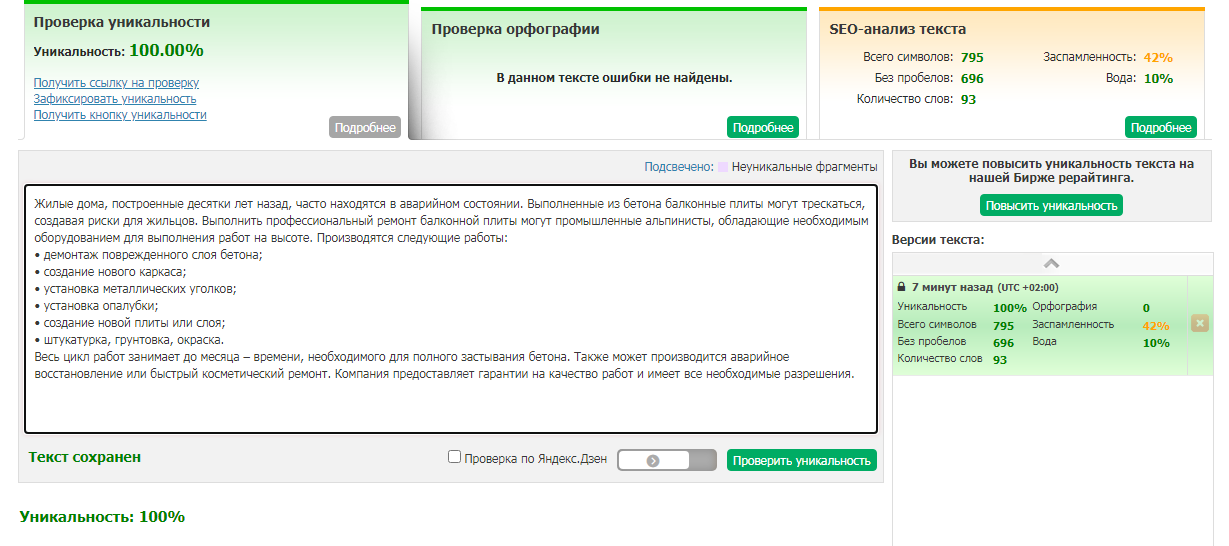 Проверка уникальности
Уникальность: 100.00%
Получить ссылку на проверку
Зафиксировать уникальность
Получить кнопку уникальности
Подробнее
Проверка орфографии
В данном тексте ошибки не найдены.
Подробнее
SEO-анализ текста
Всего символов: 795 Заспамленность: 42%
Без пробелов: 696 Вода: 10%
Количество слов: 93
Подробнее
Подсвечено: Неуникальные фрагменты
Жилые дома, построенные десятки лет назад, часто находятся в аварийном состоянии. Выполненные из бетона балконные плиты могут трескаться,
создавая риски для жильцов. Выполнить профессиональный ремонт балконной плиты могут промышленные альпинисты, обладающие необходимым
оборудованием для выполнения работ на высоте. Производятся следующие работы:
• демонтаж поврежденного слоя бетона;
• создание нового каркаса;
• установка металлических уголков;
• установка опалубки;
• создание новой плиты или слоя;
• штукатурка, грунтовка, окраска.
Весь цикл работ занимает до месяца – времени, необходимого для полного застывания бетона. Также может производится аварийное
восстановление или быстрый косметический ремонт. Компания предоставляет гарантии на качество работ и имеет все необходимые разрешения.
Текст сохранен
Проверка по Яндекс.Дзен
Проверить уникальность
Уникальность: 100%
Вы можете повысить уникальность текста на
нашей Бирже рерайтинга.
Повысить уникальность
Версии текста:
7 минут назад (UTC +02:00)
Уникальность 100% Орфография 0
Всего символов 795 Заспамленность 42%
Без пробелов 696 Вода 10%
Количество слов 93